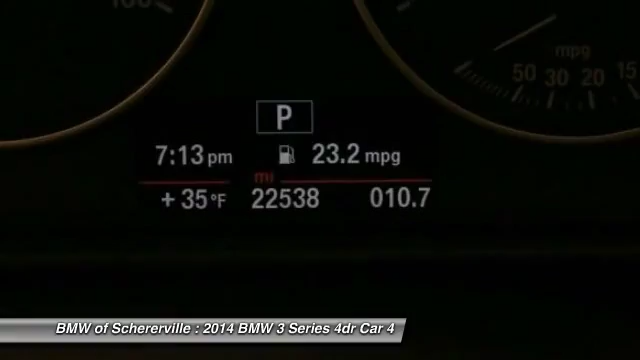 100
mpg
50 30 20 15
P
7:13 pm 23.2 mpg
mi
+ 35 °F 22538 010.7
BMW of Schererville : 2014 BMW 3 Series 4dr Car 4